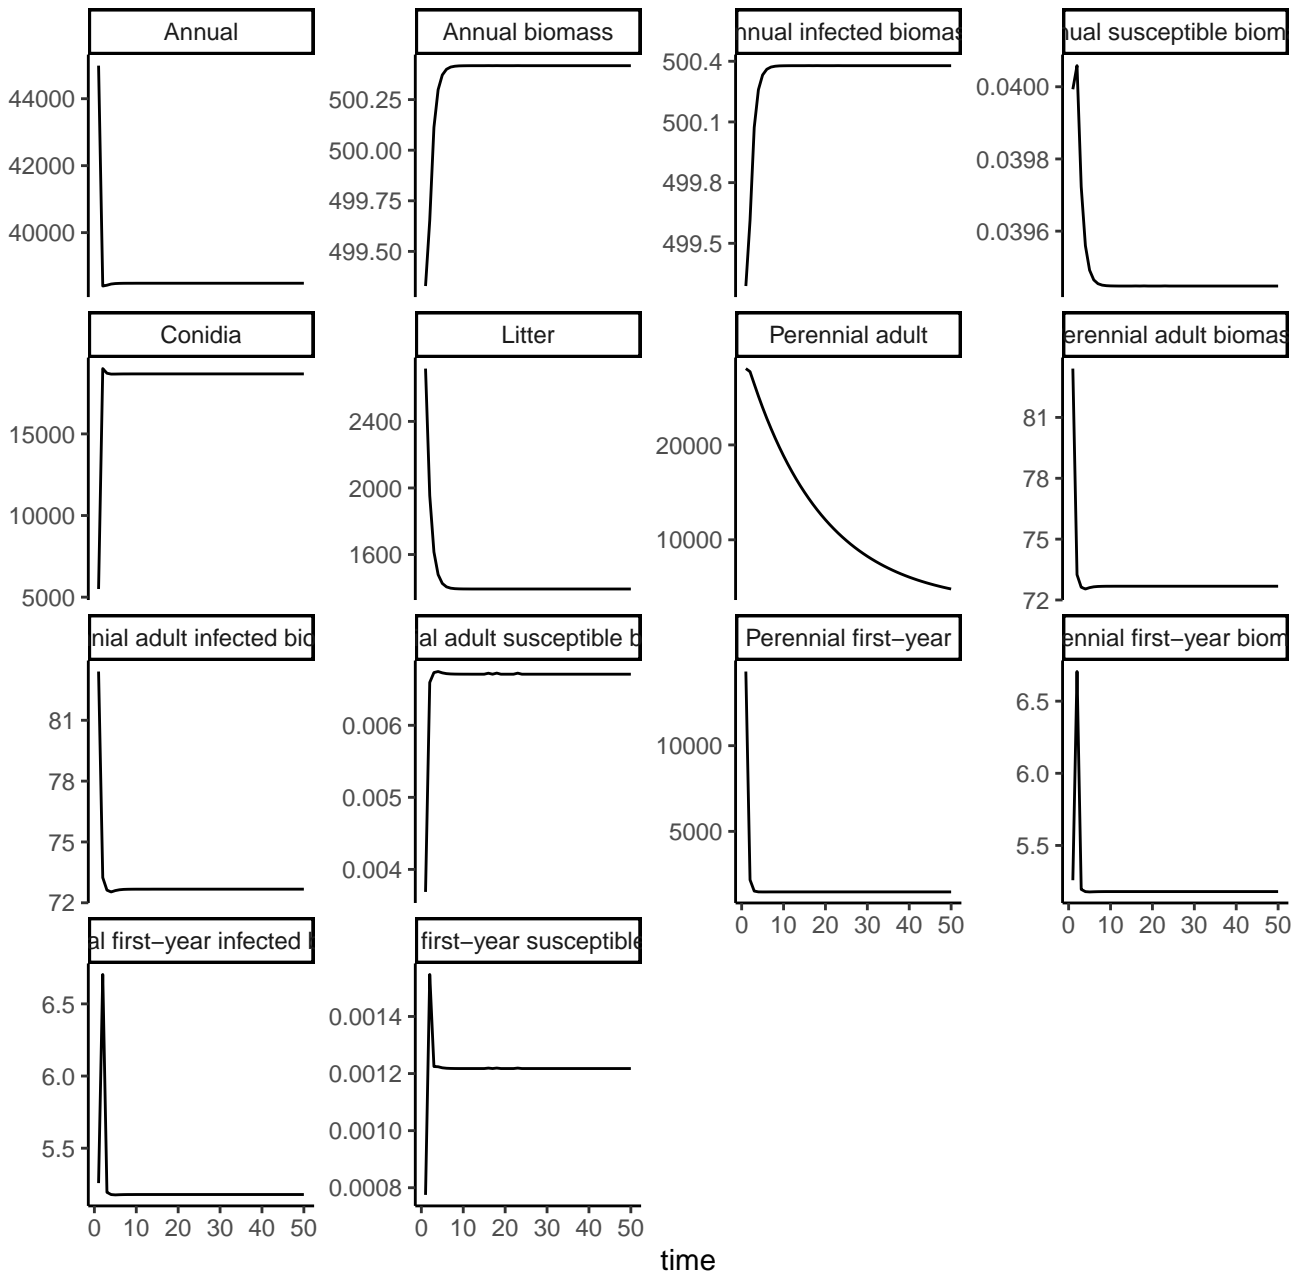 Annual
Annual biomass
nnual infected biomas
nual susceptible biom
44000
42000
40000
500.25
500.00
499.75
499.50
500.4
500.1
499.8
499.5
0.0400
0.0398
0.0396
Conidia
Litter
Perennial adult
erennial adult biomas
15000
10000
5000
2400
2000
1600
20000
10000
81
78
75
72
nial adult infected bio
al adult susceptible b
Perennial first−year
ennial first−year biom
81
78
75
72
0.006
0.005
0.004
10000
5000
0 10 20 30 40 50
6.5
6.0
5.5
0 10 20 30 40 50
al first−year infected b
first−year susceptible
6.5
6.0
5.5
0 10 20 30 40 50
0.0014
0.0012
0.0010
0.0008
0 10 20 30 40 50
time